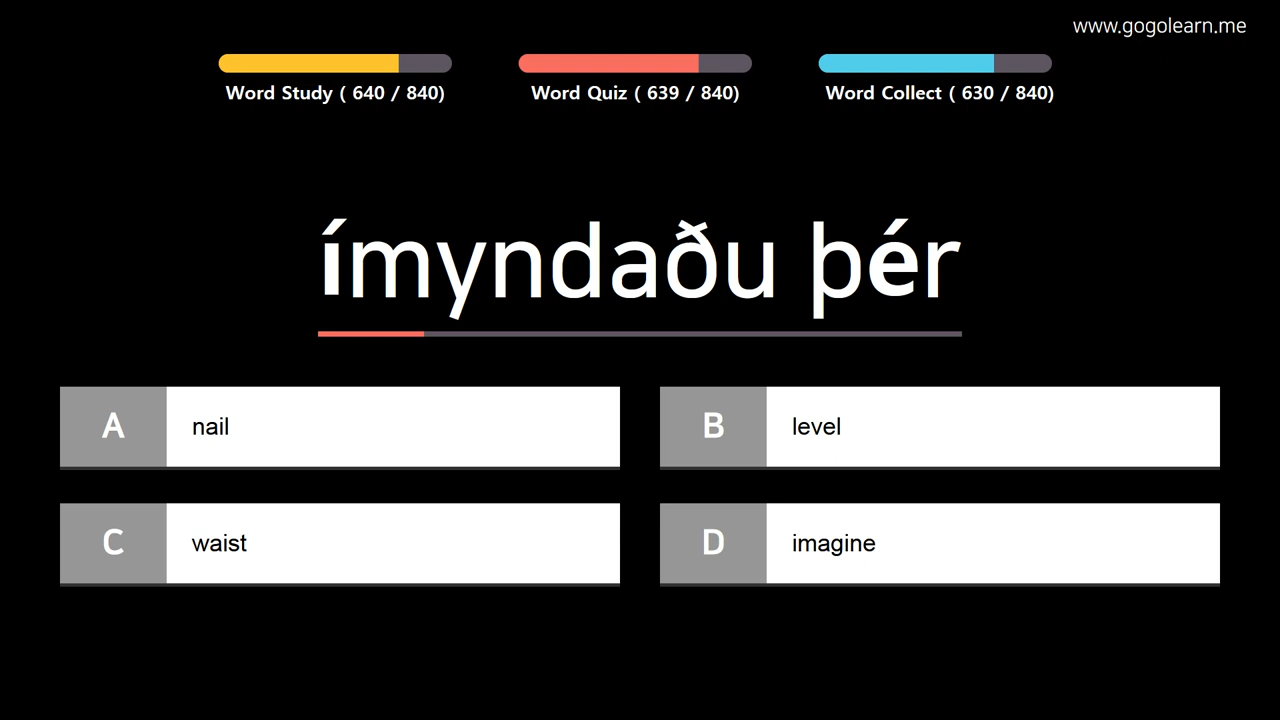 www.gogolearn.me
Word Study ( 640 / 840)
Word Quiz ( 639 / 840)
Word Collect ( 630 / 840)
ímyndaðu þér
A nail
B level
C waist
D imagine